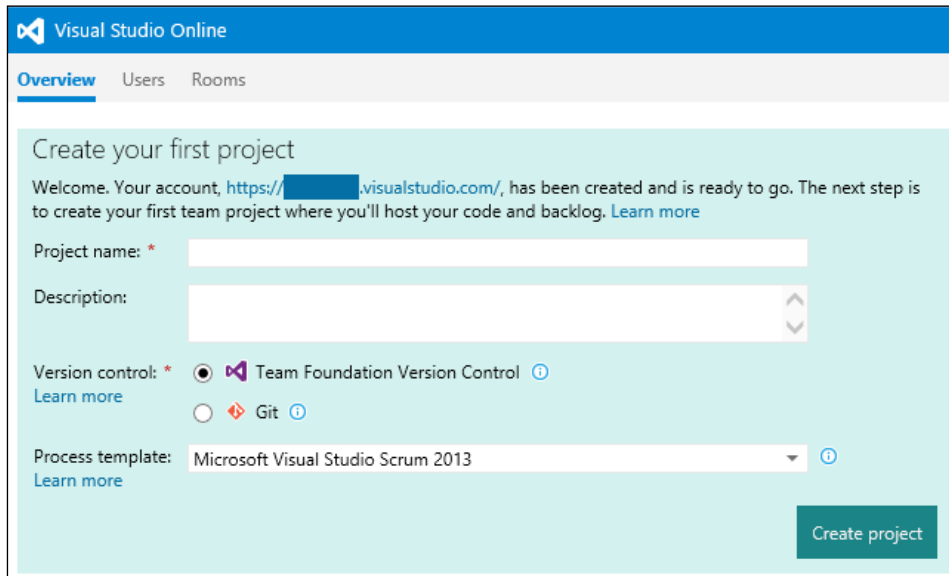 Visual Studio Online
Overview Users Rooms
Create your first project
Welcome. Your account, https:// .visualstudio.com/, has been created and is ready to go. The next step is
to create your first team project where you'll host your code and backlog. Learn more
Project name: *
Description:
Version control: * Team Foundation Version Control
Learn more
Git
Process template: Microsoft Visual Studio Scrum 2013
Learn more
Create project